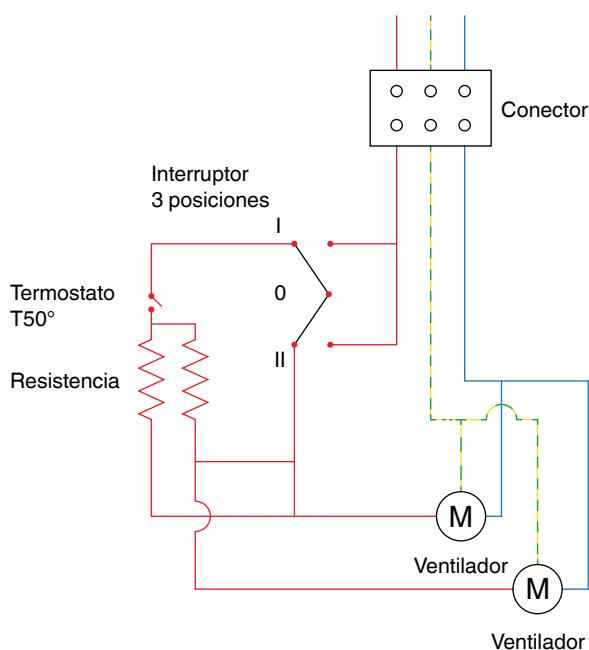 Conector
Interruptor
3 posiciones
I
0
II
Termostato
T50°
Resistencia
M
Ventilador
M
Ventilador